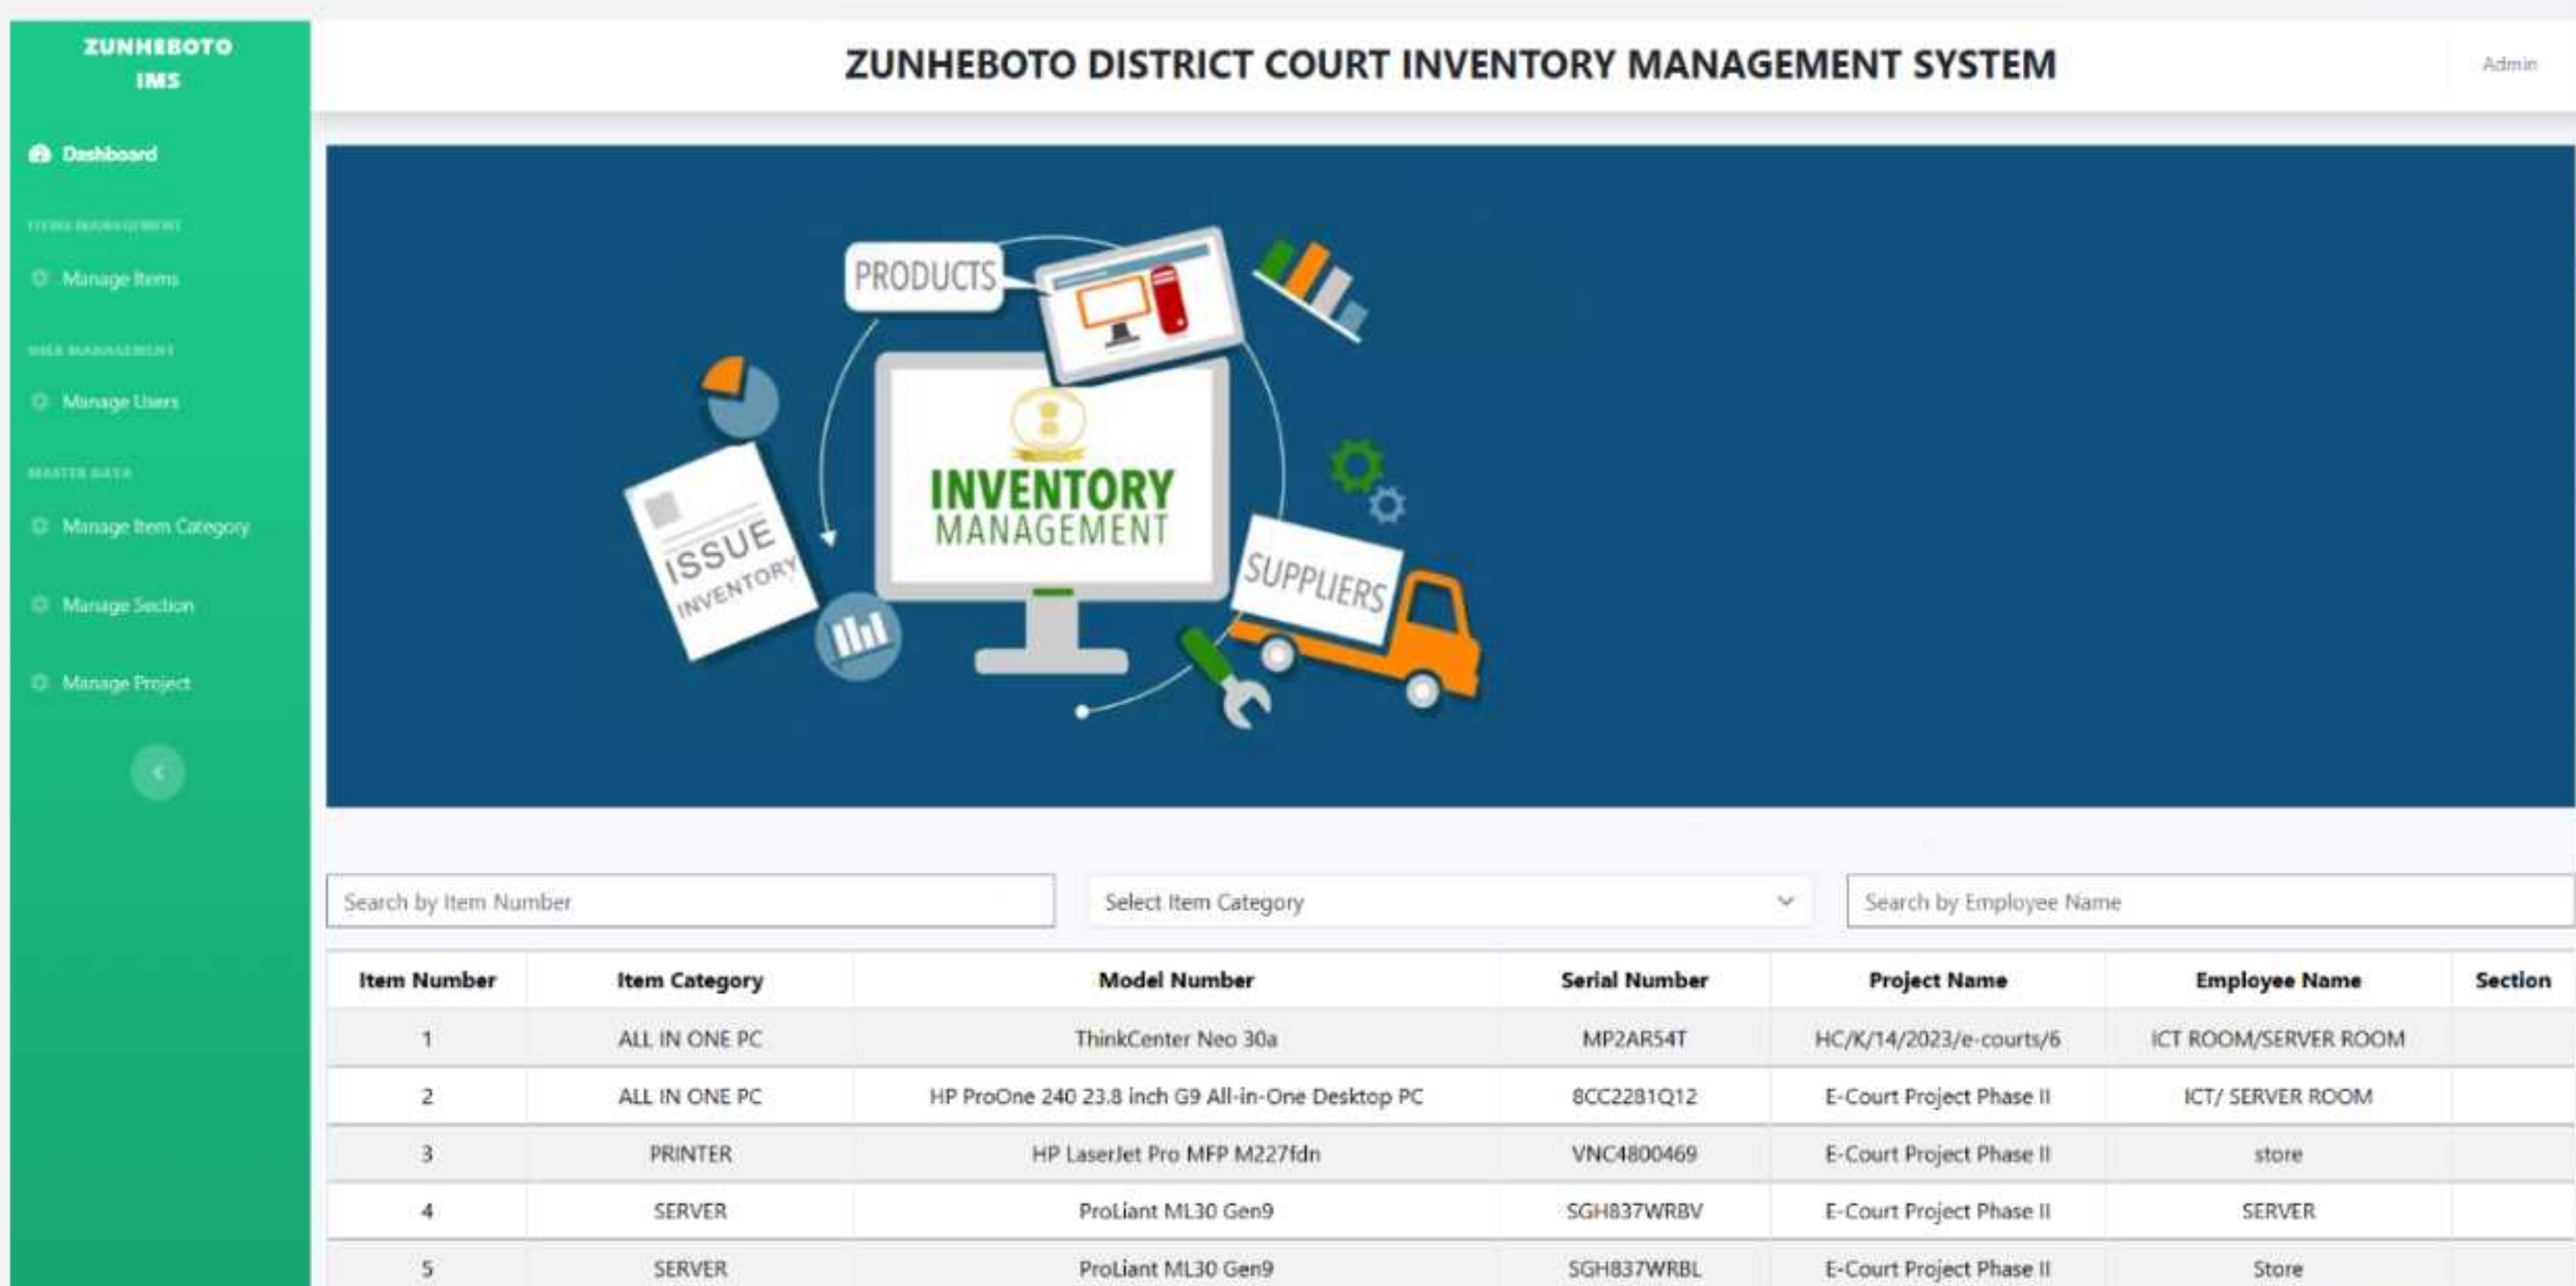 ZUNHEBOTO
IMS
Dashboard
ITEMS MANAGEMENT
Manage Items
USER MANAGEMENT
Manage Users
MASTER DATA
Manage Item Category
Manage Section
Manage Project
ZUNHEBOTO DISTRICT COURT INVENTORY MANAGEMENT SYSTEM
Admin
PRODUCTS
INVENTORY
MANAGEMENT
ISSUE
INVENTORY
SUPPLIERS
Search by Item Number
Select Item Category
Search by Employee Name
Item Number Item Category Model Number Serial Number Project Name Employee Name Section
1 ALL IN ONE PC ThinkCenter Neo 30a MP2AR54T HC/K/14/2023/e-courts/6 ICT ROOM/SERVER ROOM
2 ALL IN ONE PC HP ProOne 240 23.8 inch G9 All-in-One Desktop PC 8CC2281Q12 E-Court Project Phase II ICT/ SERVER ROOM
3 PRINTER HP LaserJet Pro MFP M227fdn VNC4800469 E-Court Project Phase II store
4 SERVER ProLiant ML30 Gen9 SGH837WRBV E-Court Project Phase II SERVER
5 SERVER ProLiant ML30 Gen9 SGH837WRBL E-Court Project Phase II Store